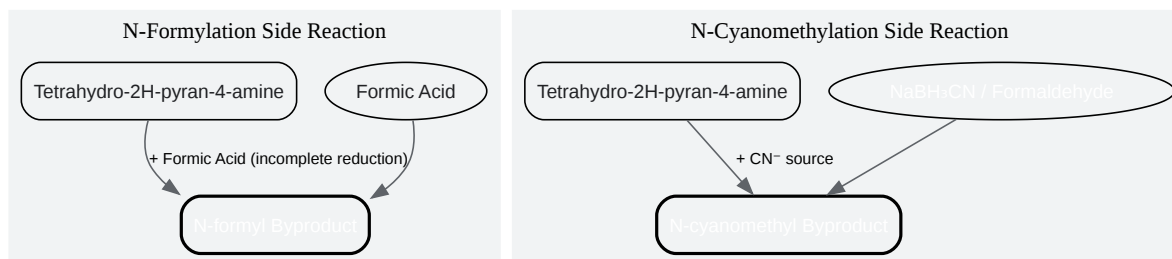 N-Formylation Side Reaction
Tetrahydro-2H-pyran-4-amine
Formic Acid
+ Formic Acid (incomplete reduction)
N-formyl Byproduct
N-Cyanomethylation Side Reaction
Tetrahydro-2H-pyran-4-amine
NaBH₃CN / Formaldehyde
+ CN⁻ source
N-cyanomethyl Byproduct